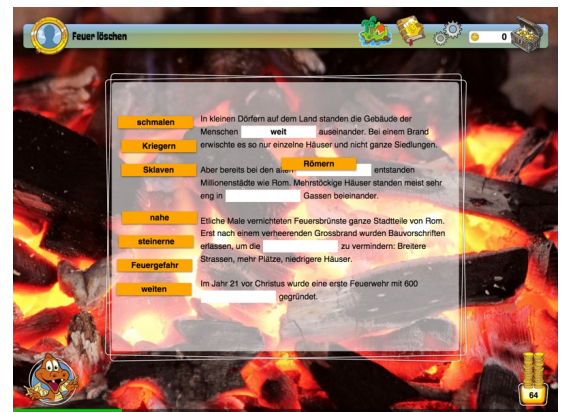 Feuer löschen
0
schmalen
Kriegern
Sklaven
nahe
steinerne
Feuergefahr
weiten
In kleinen Dörfern auf dem Land standen die Gebäude der
Menschen weit auseinander. Bei einem Brand
erwischte es so nur einzelne Häuser und nicht ganze Siedlungen.
Römern
Aber bereits bei den alten entstanden
Millionenstädte wie Rom. Mehrstöckige Häuser standen meist sehr
eng in Gassen beieinander.
Etliche Male vernichteten Feuersbrünste ganze Stadtteile von Rom.
Erst nach einem verheerenden Grossbrand wurden Bauvorschriften
erlassen, um die zu vermindern: Breitere
Strassen, mehr Plätze, niedrigere Häuser.
Im Jahr 21 vor Christus wurde eine erste Feuerwehr mit 600
gegründet.
64